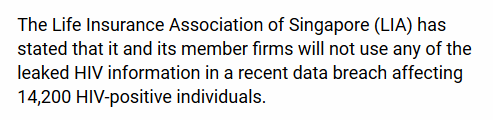 The Life Insurance Association of Singapore (LIA) has
stated that it and its member firms will not use any of the
leaked HIV information in a recent data breach affecting
14,200 HIV-positive individuals.